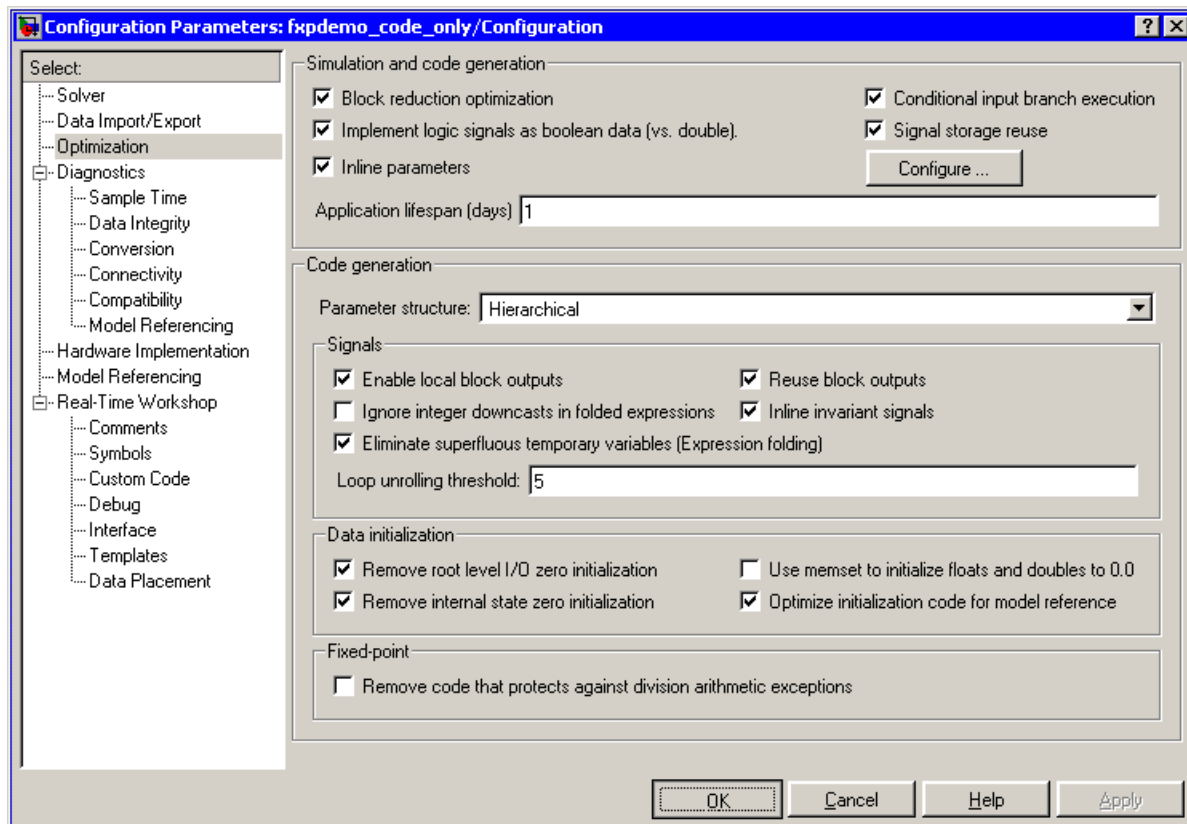 Configuration Parameters: fxpdemo_code_only/Configuration
Select:
Solver
Data Import/Export
Optimization
Diagnostics
Sample Time
Data Integrity
Conversion
Connectivity
Compatibility
Model Referencing
Hardware Implementation
Model Referencing
Real-Time Workshop
Comments
Symbols
Custom Code
Debug
Interface
Templates
Data Placement
Simulation and code generation
Block reduction optimization
Conditional input branch execution
Implement logic signals as boolean data (vs. double).
Signal storage reuse
Inline parameters
Configure ...
Application lifespan (days) 1
Code generation
Parameter structure: Hierarchical
Signals
Enable local block outputs
Reuse block outputs
Ignore integer downcasts in folded expressions
Inline invariant signals
Eliminate superfluous temporary variables (Expression folding)
Loop unrolling threshold: 5
Data initialization
Remove root level I/O zero initialization
Use memset to initialize floats and doubles to 0.0
Remove internal state zero initialization
Optimize initialization code for model reference
Fixed-point
Remove code that protects against division arithmetic exceptions
OK Cancel Help Apply